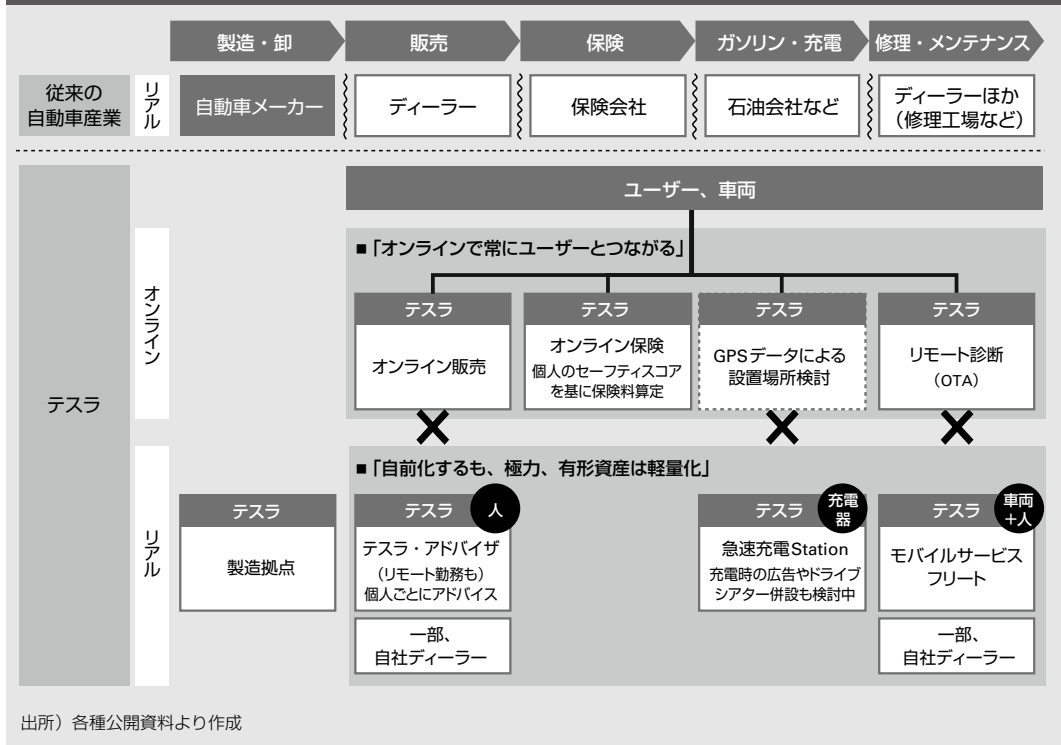 製造・卸
販売
保険
ガソリン・充電
修理・メンテナンス
従来の
自動車産業
リアル
自動車メーカー
ディーラー
保険会社
石油会社など
ディーラーほか
（修理工場など）
テスラ
ユーザー、車両
オンライン
■「オンラインで常にユーザーとつながる」
テスラ
オンライン販売
テスラ
オンライン保険
個人のセーフティスコア
を基に保険料算定
テスラ
GPSデータによる
設置場所検討
テスラ
リモート診断
（OTA）
リアル
■「自前化するも、極力、有形資産は軽量化」
テスラ
製造拠点
テスラ
人
テスラ・アドバイザ
（リモート勤務も）
個人ごとにアドバイス
一部、
自社ディーラー
テスラ
充電
器
急速充電Station
充電時の広告やドライブ
シアター併設も検討中
テスラ
車両
+人
モバイルサービス
フリート
一部、
自社ディーラー
出所）各種公開資料より作成